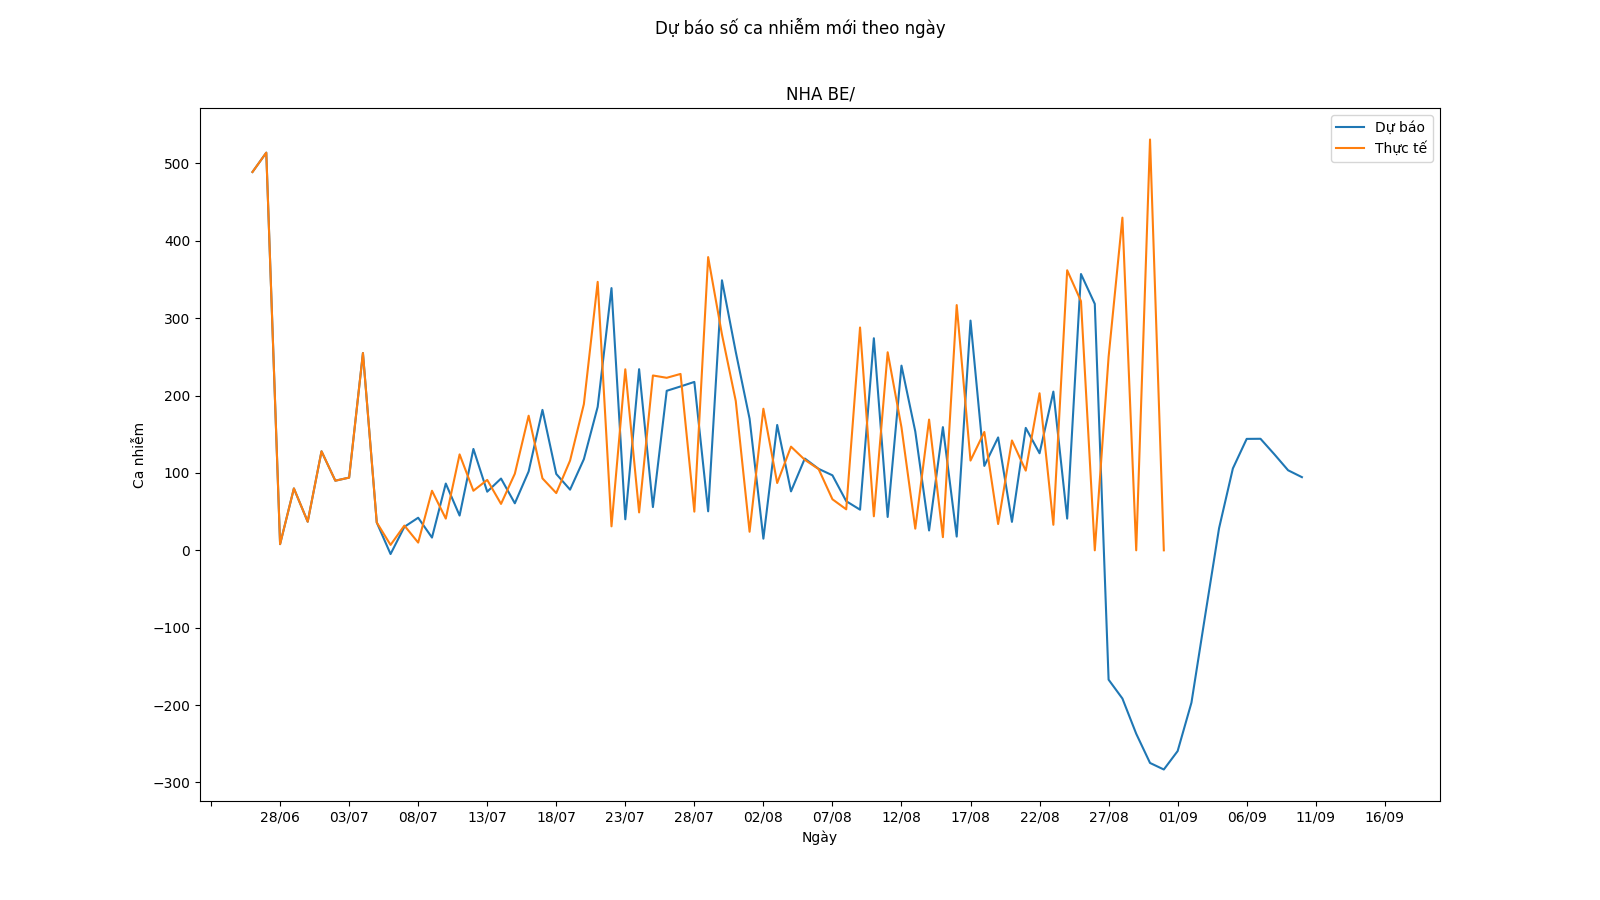 Dự báo số ca nhiễm mới theo ngày
NHA BE/
Dự báo
Thực tế
500
400
300
200
100
0
−100
−200
−300
Ca nhiễm
28/06 03/07 08/07 13/07 18/07 23/07 28/07 02/08 07/08 12/08 17/08 22/08 27/08 01/09 06/09 11/09 16/09
Ngày